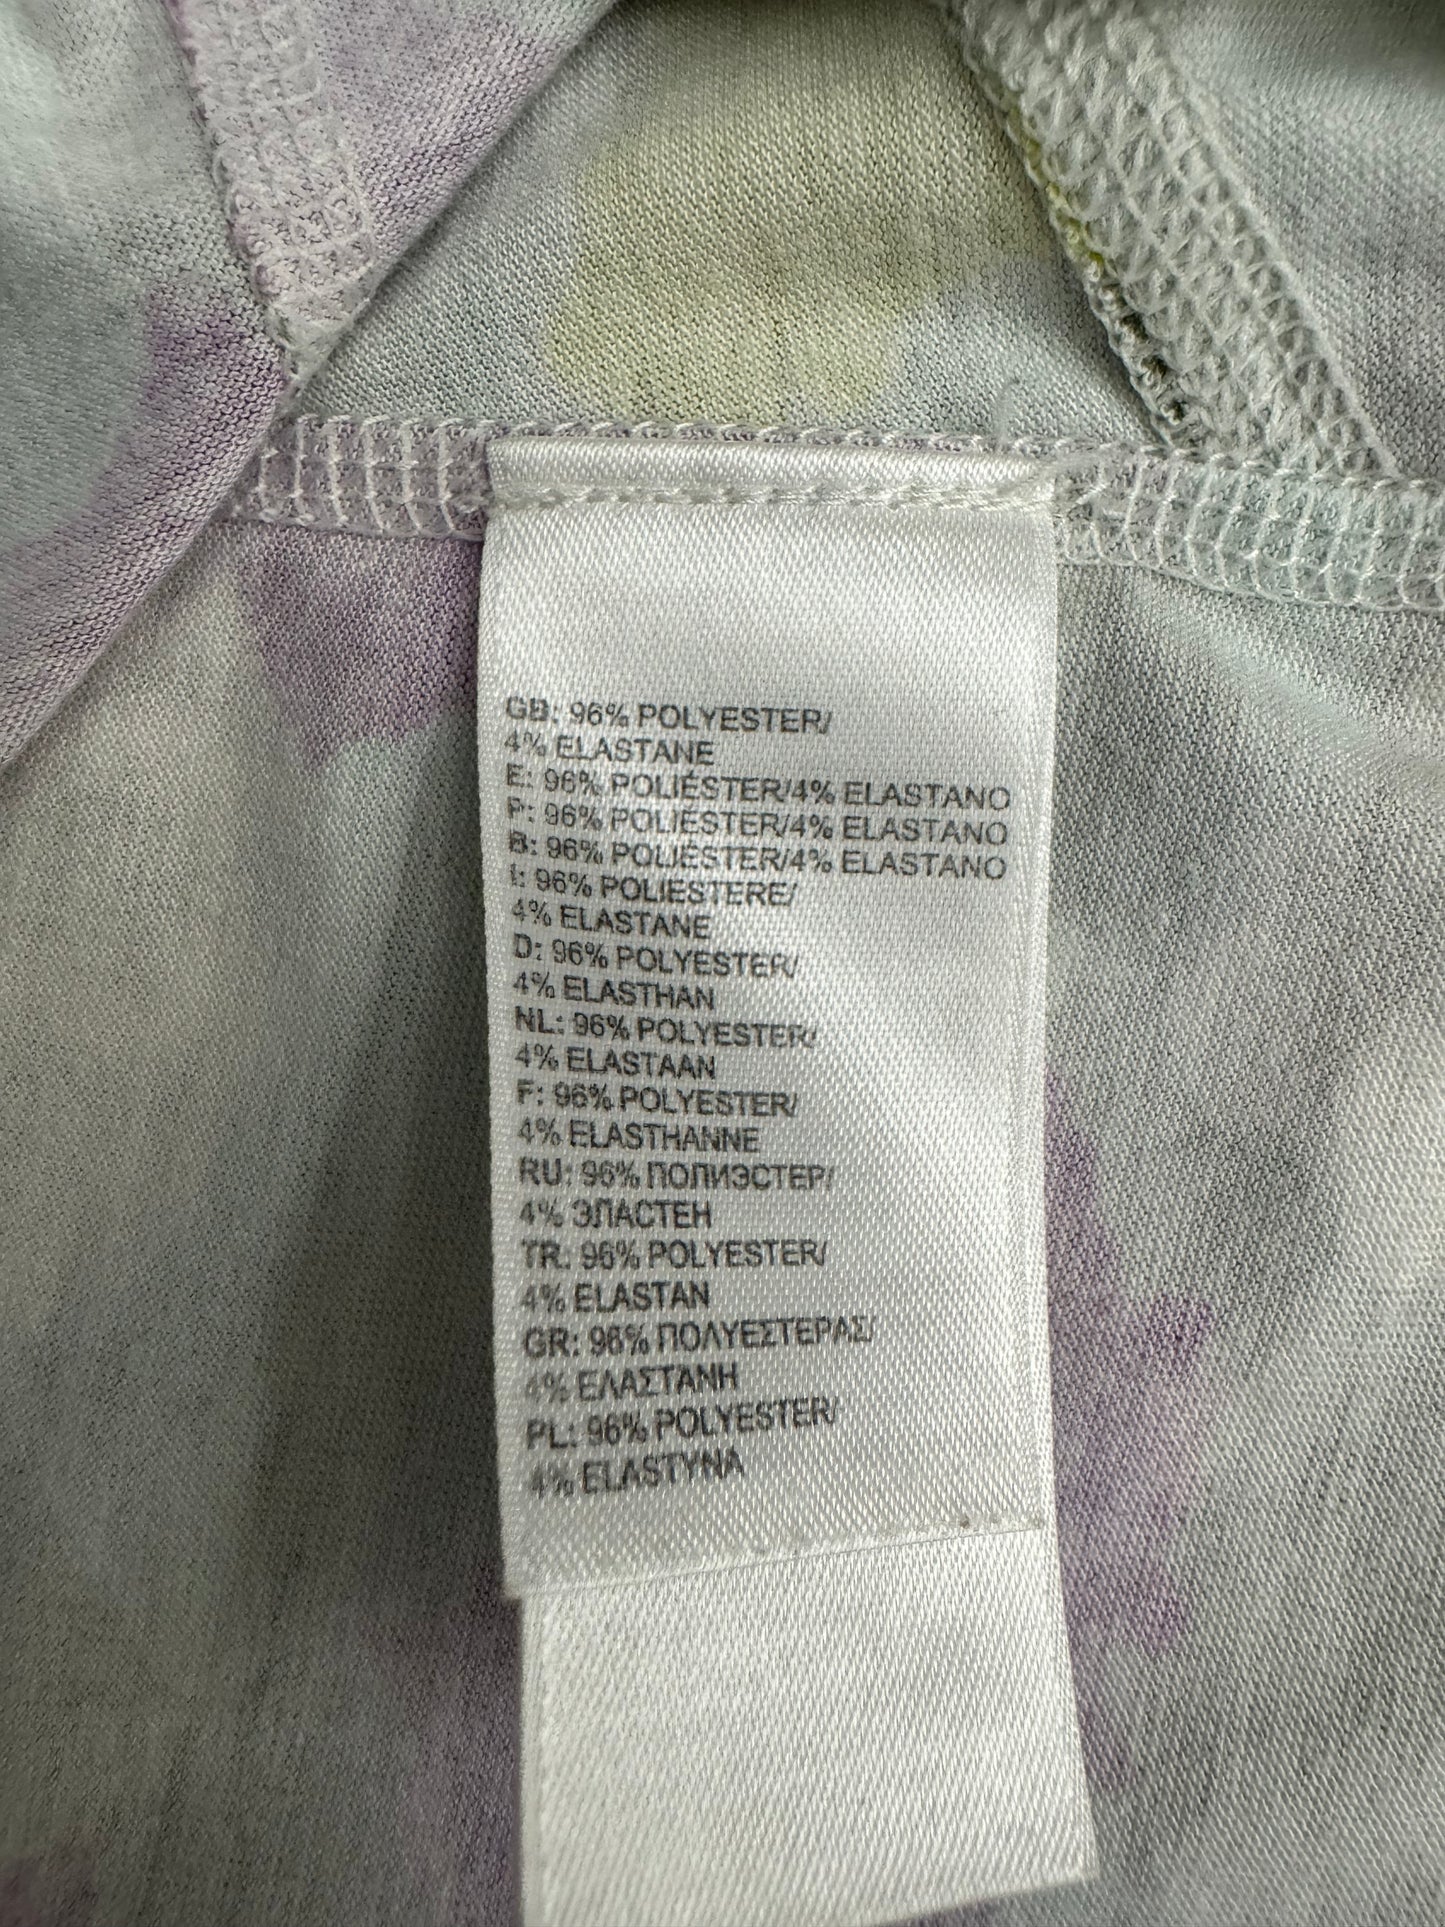 GB: 96% POLYESTER/
4% ELASTANE
E: 96% POLIÉSTER/4% ELASTANO
P: 96% POLIÉSTER/4% ELASTANO
B: 96% POLIÉSTER/4% ELASTANO
I: 96% POLIESTERE/
4% ELASTANE
D: 96% POLYESTER/
4% ELASTHAN
NL: 96% POLYESTER/
4% ELASTAAN
F: 96% POLYESTER/
4% ELASTHANNE
RU: 96% ПОЛИЭСТЕР/
4% ЭЛАСТЕН
TR: 96% POLYESTER/
4% ELASTAN
GR: 96% ΠΟΛΥΕΣΤΕΡΑΣ/
4% ΕΛΑΣΤΑΝΗ
PL: 96% POLYESTER/
4% ELASTYNA